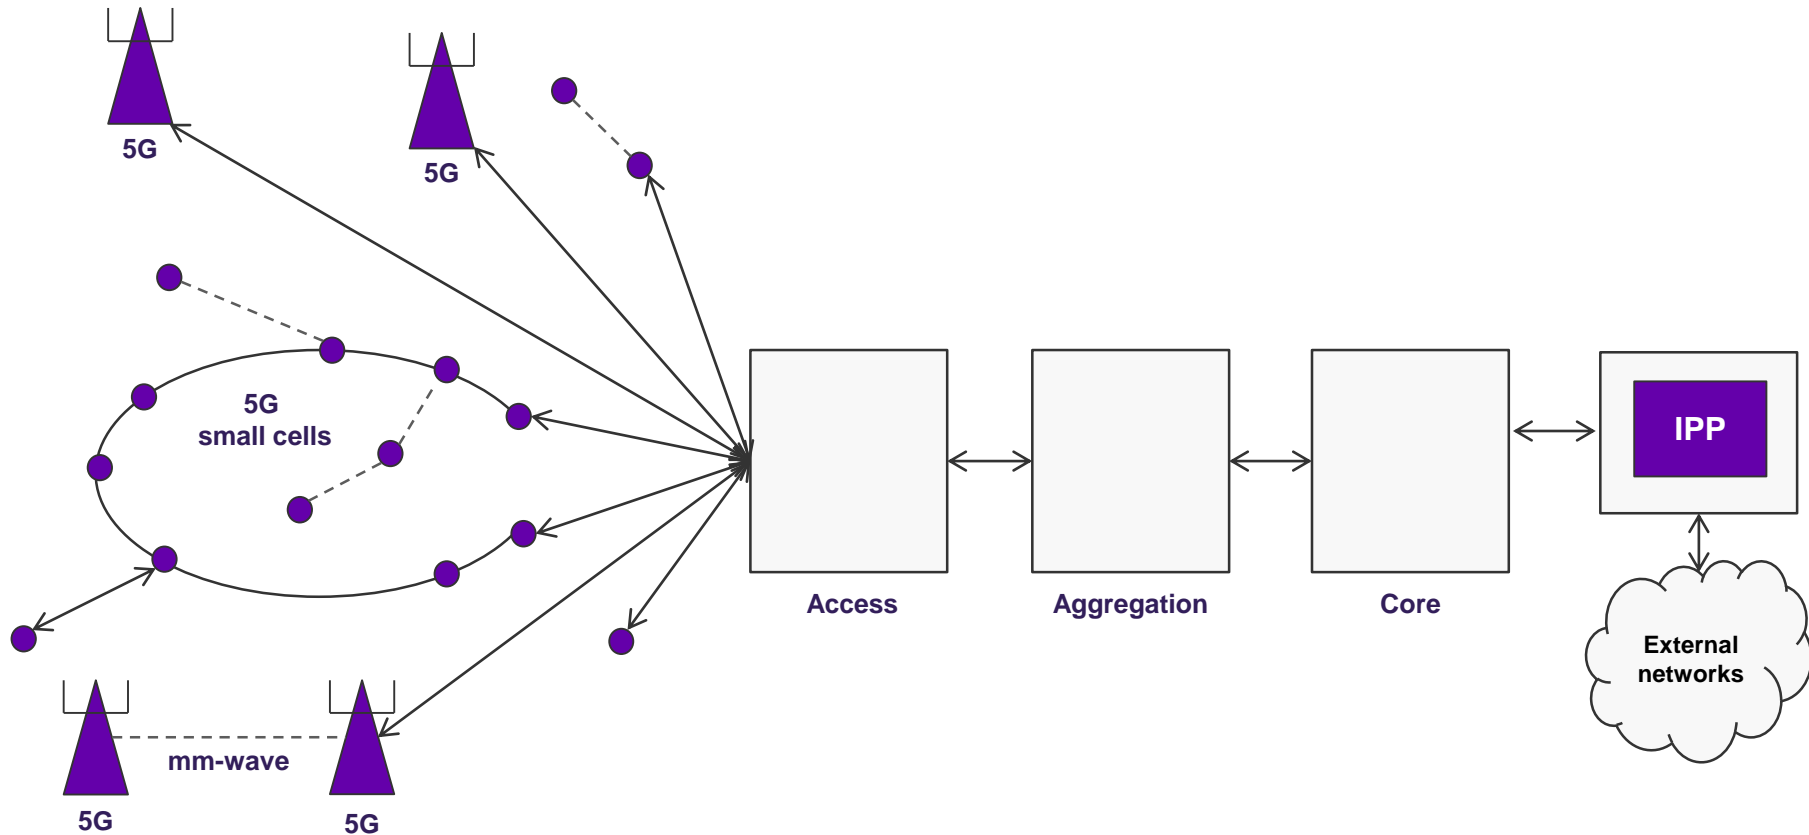 5G
5G
5G
small cells
IPP
Access
Aggregation
Core
External
networks
mm-wave
5G
5G